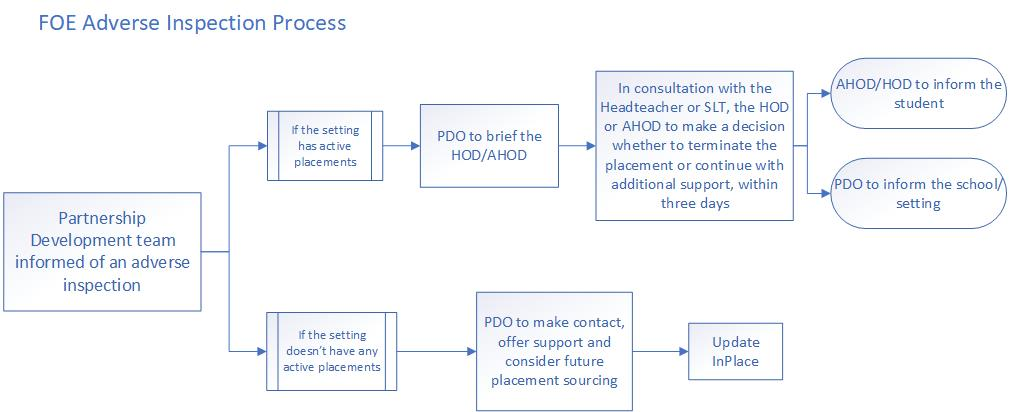 FOE Adverse Inspection Process
Partnership
Development team
informed of an adverse
inspection
If the setting
has active
placements
PDO to brief the
HOD/AHOD
In consultation with the
Headteacher or SLT, the HOD
or AHOD to make a decision
whether to terminate the
placement or continue with
additional support, within
three days
AHOD/HOD to inform the
student
PDO to inform the school/
setting
If the setting
doesn't have any
active placements
PDO to make contact,
offer support and
consider future
placement sourcing
Update
InPlace